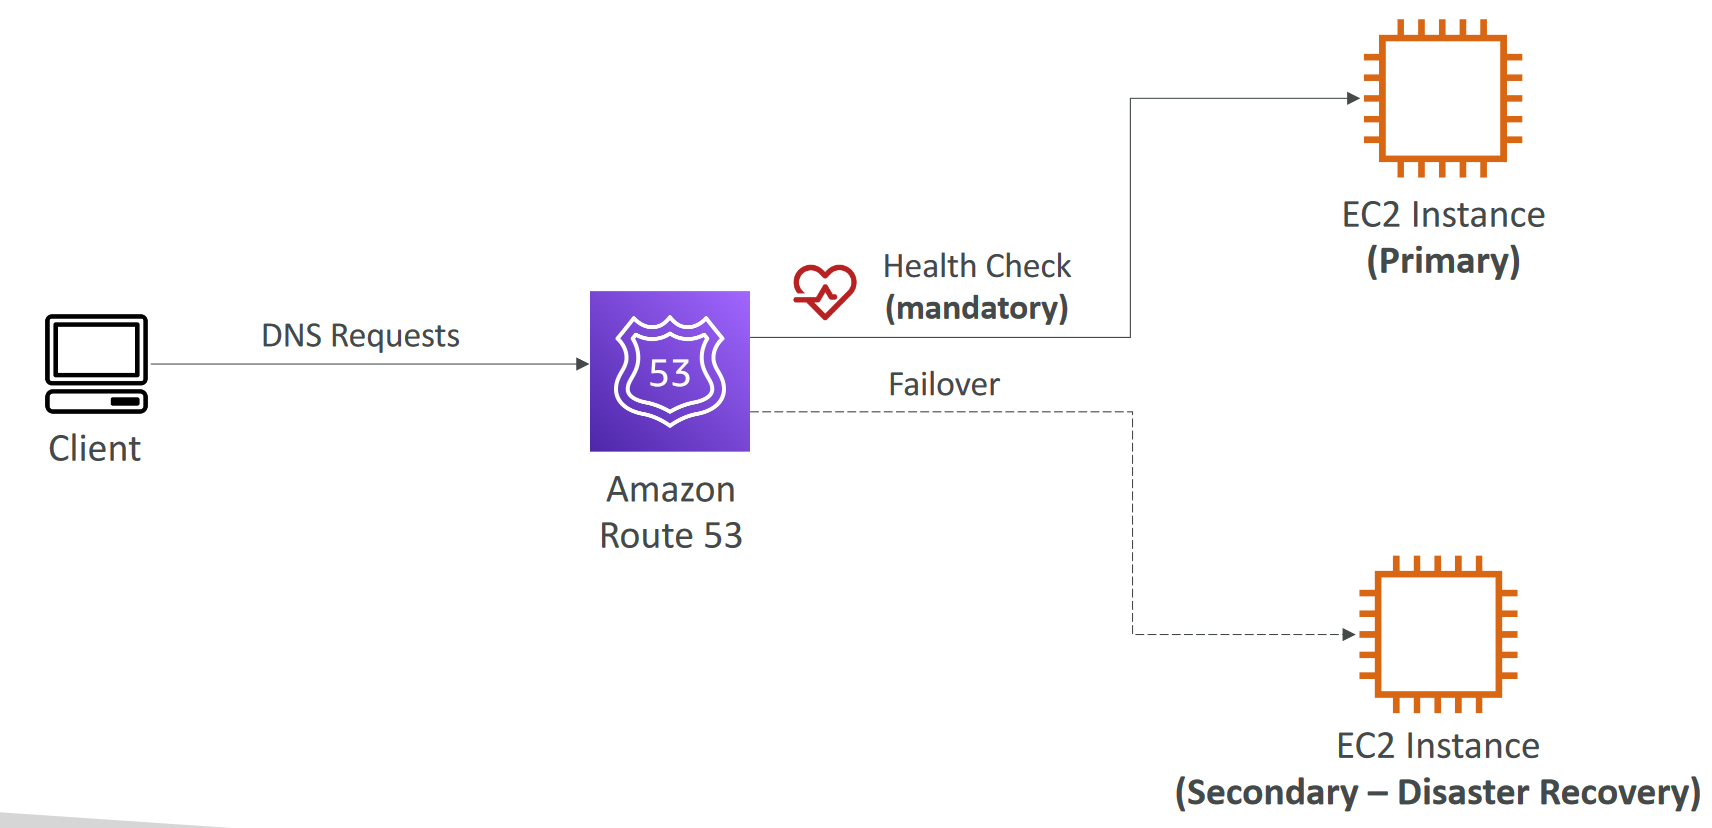 EC2 Instance
(Primary)
Health Check
(mandatory)
DNS Requests
53
Failover
Client
Amazon
Route 53
EC2 Instance
(Secondary – Disaster Recovery)